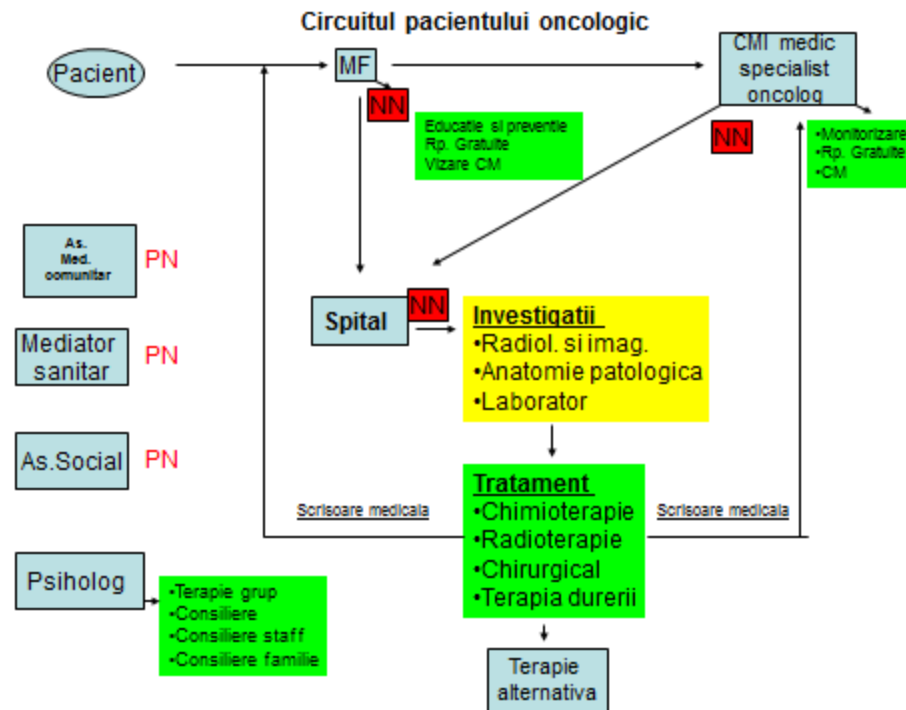 Circuitul pacientului oncologic
Pacient
MF
NN
Educatie si preventie
Rp. Gratuite
Vizare CM
CMI medic
specialist
oncolog
NN
•Monitorizare
•Rp. Gratuite
•CM
As.
Med.
comunitar
PN
Mediator
sanitar
PN
As.Social
PN
Psiholog
•Terapie grup
•Consiliere
•Consiliere staff
•Consiliere familie
Spital
NN
Investigatii
•Radiol. si imag.
•Anatomie patologica
•Laborator
Tratament
•Chimioterapie
•Radioterapie
•Chirurgical
•Terapia durerii
Scrisoare medicala
Scrisoare medicala
Terapie
alternativa